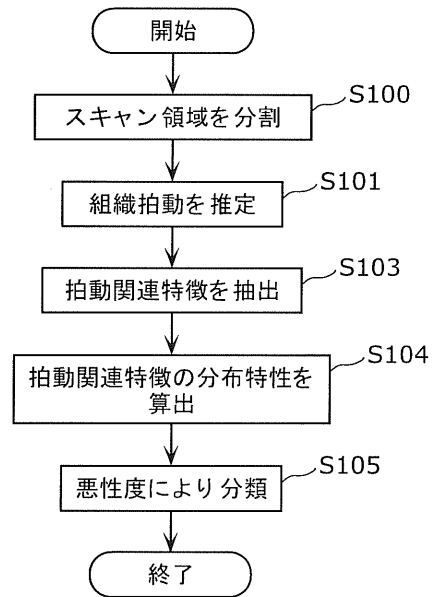 開始
S100
スキャン領域を分割
S101
組織拍動を推定
S103
拍動関連特徴を抽出
S104
拍動関連特徴の分布特性を
算出
S105
悪性度により分類
終了